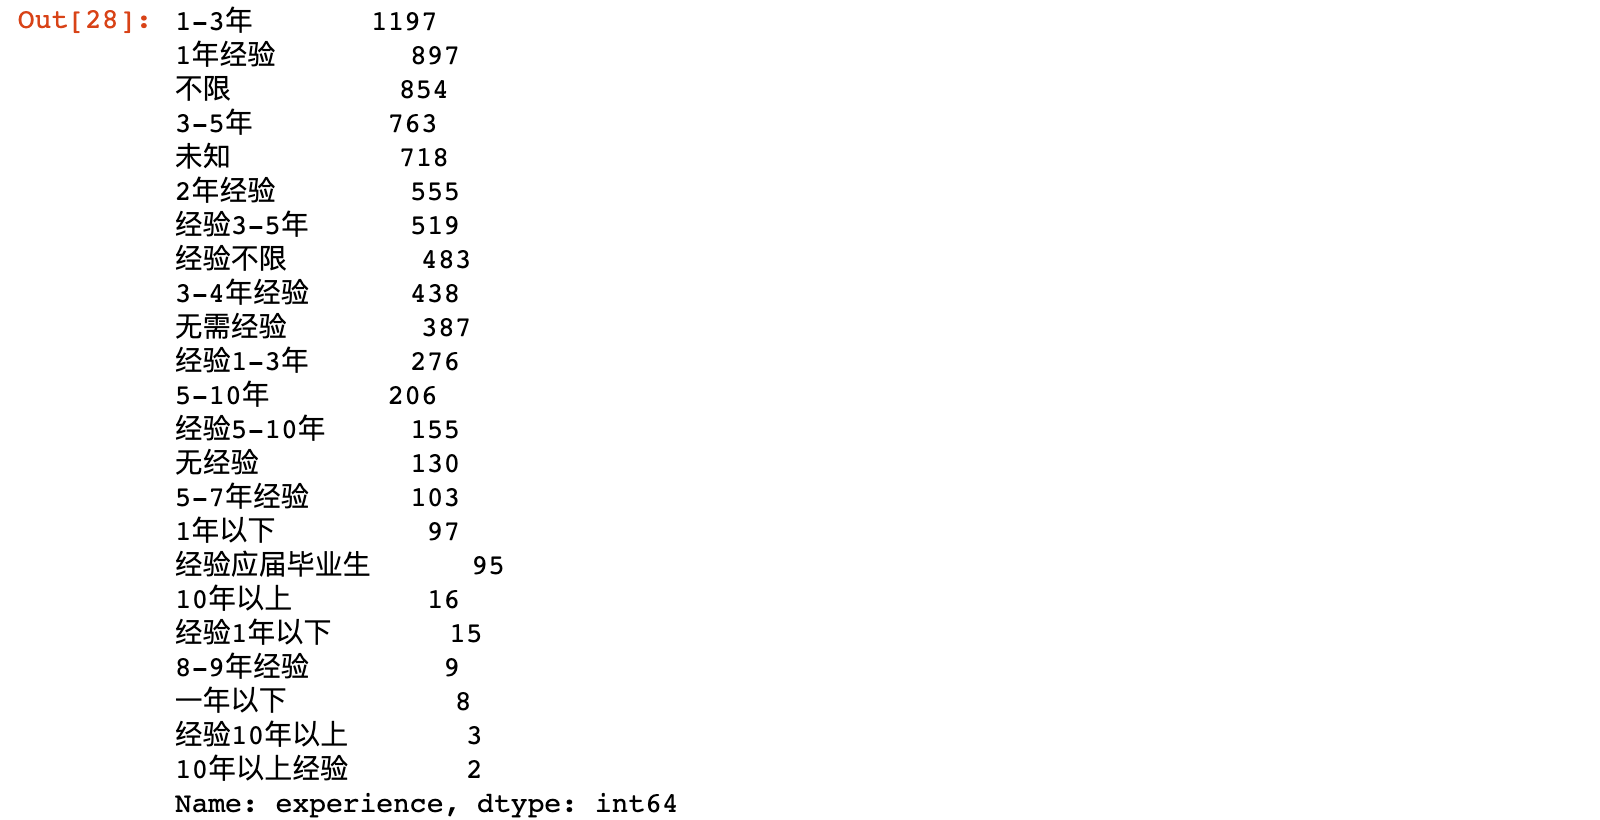 Out[28]: 1-3年 1197
1年经验 897
不限 854
3-5年 763
未知 718
2年经验 555
经验3-5年 519
经验不限 483
3-4年经验 438
无需经验 387
经验1-3年 276
5-10年 206
经验5-10年 155
无经验 130
5-7年经验 103
1年以下 97
经验应届毕业生 95
10年以上 16
经验1年以下 15
8-9年经验 9
一年以下 8
经验10年以上 3
10年以上经验 2
Name: experience, dtype: int64